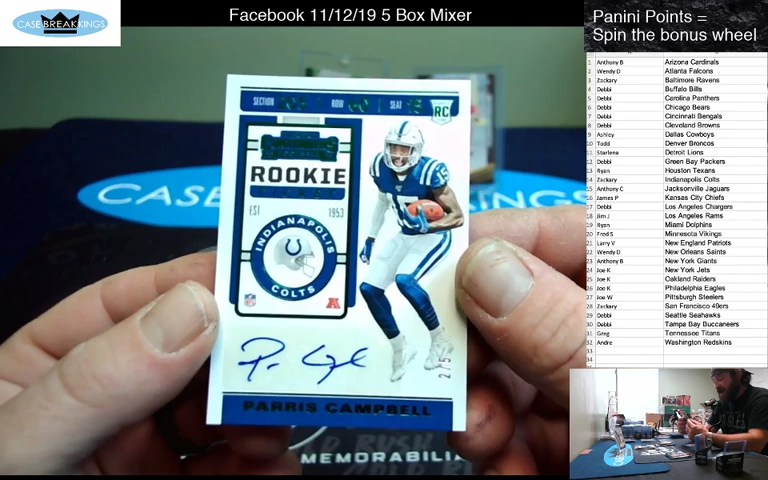 Facebook 11/12/19 5 Box Mixer
CASE BREAK KINGS
Panini Points =
Spin the bonus wheel
SECTION
ROW
SEAT
RC
ROOKIE
EST
1953
INDIANAPOLIS
COLTS
NFL
PARRIS CAMPBELL
CASE
MEMORABILIA
1 Anthony B Arizona Cardinals
2 Wendy D Atlanta Falcons
3 Zackary Baltimore Ravens
4 Debbi Buffalo Bills
5 Debbi Carolina Panthers
6 Debbi Chicago Bears
7 Debbi Cincinnati Bengals
8 Debbi Cleveland Browns
9 Ashley Dallas Cowboys
10 Todd Denver Broncos
11 Starlena Detroit Lions
12 Debbi Green Bay Packers
13 Ryan Houston Texans
14 Zackary Indianapolis Colts
15 Anthony C Jacksonville Jaguars
16 James P Kansas City Chiefs
17 Debbi Los Angeles Chargers
18 Jim J Los Angeles Rams
19 Ryan Miami Dolphins
20 Fred S Minnesota Vikings
21 Larry V New England Patriots
22 Wendy D New Orleans Saints
23 Anthony B New York Giants
24 Joe K New York Jets
25 Joe K Oakland Raiders
26 Joe K Philadelphia Eagles
27 Joe W Pittsburgh Steelers
28 Zackary San Francisco 49ers
29 Debbi Seattle Seahawks
30 Debbi Tampa Bay Buccaneers
31 Greg Tennessee Titans
32 Andre Washington Redskins
33
34